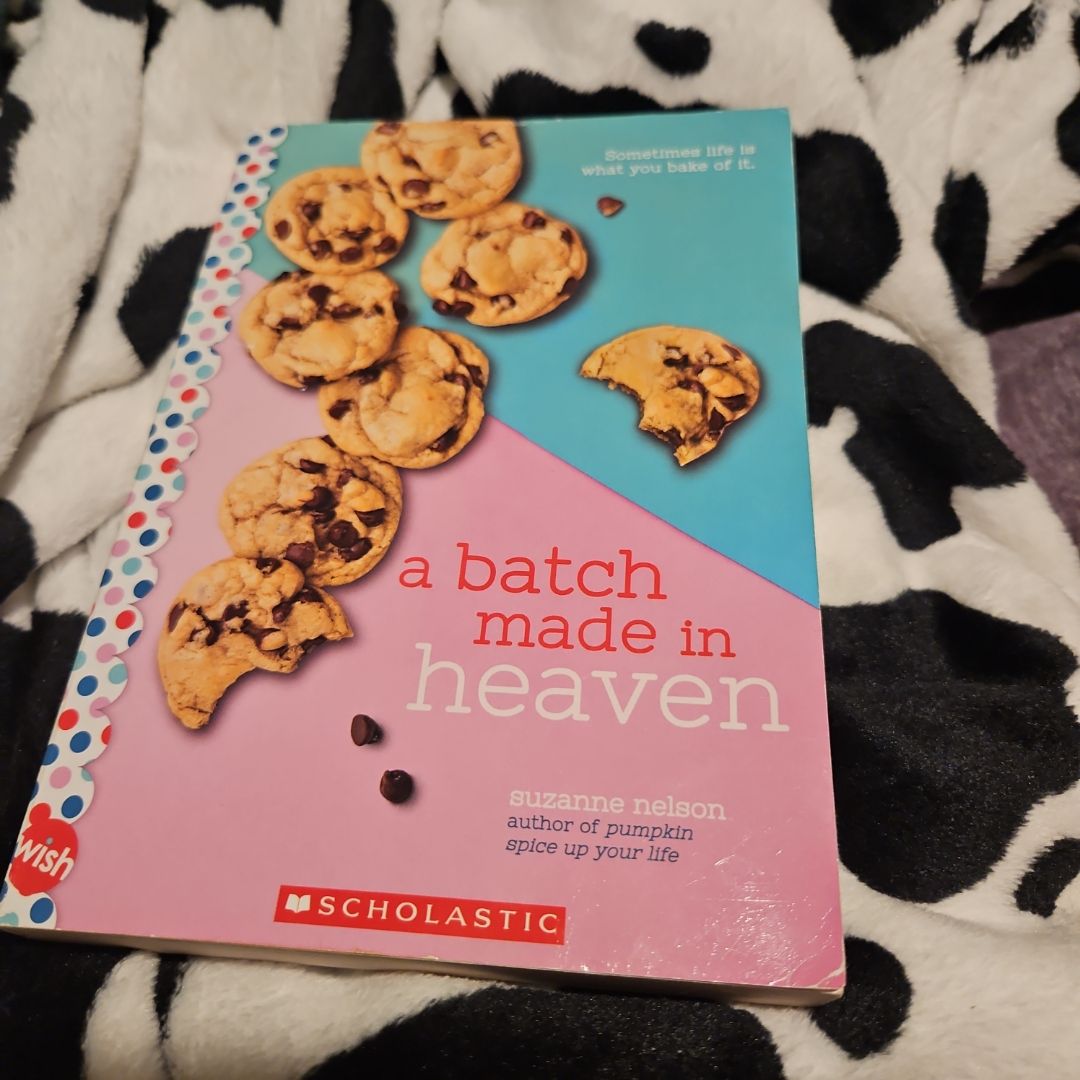 Sometimes life is
what you bake of it.
a batch
made in
heaven
suzanne nelson
author of pumpkin
spice up your life
wish
SCHOLASTIC